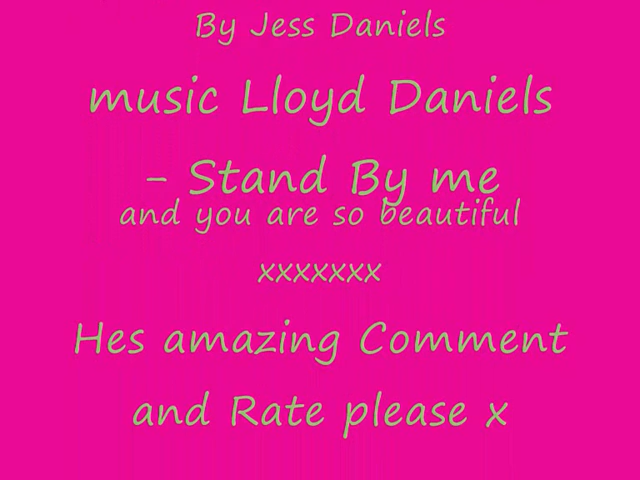 By Jess Daniels
music Lloyd Daniels
- Stand By me
and you are so beautiful
xxxxxxx
Hes amazing Comment
and Rate please x